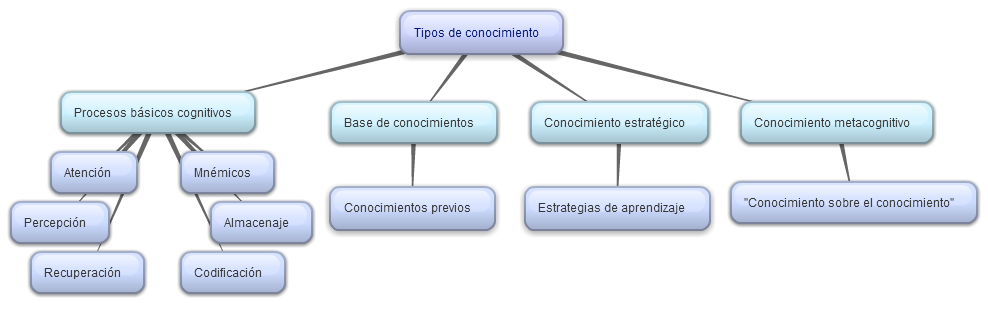 Tipos de conocimiento
Procesos básicos cognitivos
Base de conocimientos
Conocimiento estratégico
Conocimiento metacognitivo
Atención
Mnémicos
Percepción
Almacenaje
Recuperación
Codificación
Conocimientos previos
Estrategias de aprendizaje
"Conocimiento sobre el conocimiento"